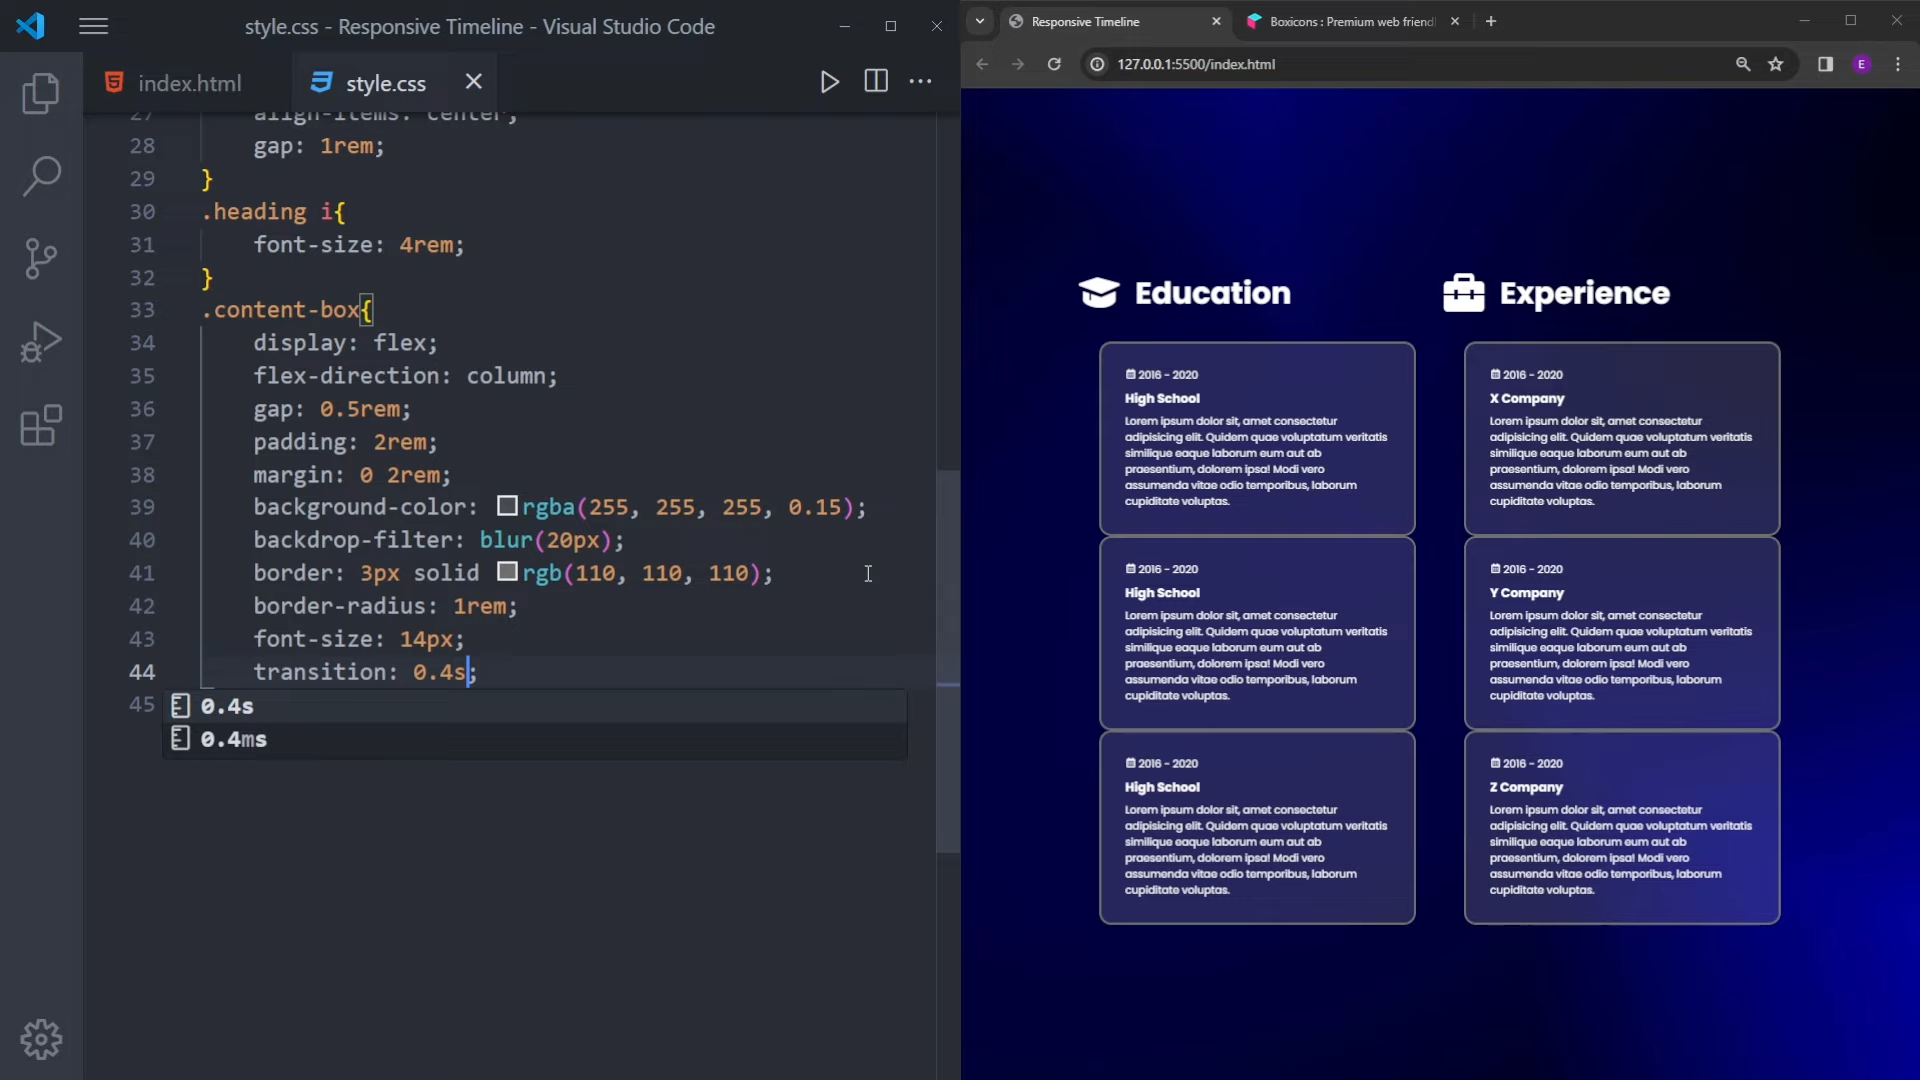 style.css - Responsive Timeline - Visual Studio Code
index.html
style.css
27 align-items: center;
28 gap: 1rem;
29 }
30 .heading i{
31 font-size: 4rem;
32 }
33 .content-box{
34 display: flex;
35 flex-direction: column;
36 gap: 0.5rem;
37 padding: 2rem;
38 margin: 0 2rem;
39 background-color: rgba(255, 255, 255, 0.15);
40 backdrop-filter: blur(20px);
41 border: 3px solid rgb(110, 110, 110);
42 border-radius: 1rem;
43 font-size: 14px;
44 transition: 0.4s;
45
0.4s
0.4ms
Responsive Timeline
Boxicons : Premium web friendl
127.0.0.1:5500/index.html
E
Education
2016 - 2020
High School
Lorem ipsum dolor sit, amet consectetur
adipisicing elit. Quidem quae voluptatum veritatis
similique eaque laborum eum aut ab
praesentium, dolorem ipsa! Modi vero
assumenda vitae odio temporibus, laborum
cupiditate voluptas.
2016 - 2020
High School
Lorem ipsum dolor sit, amet consectetur
adipisicing elit. Quidem quae voluptatum veritatis
similique eaque laborum eum aut ab
praesentium, dolorem ipsa! Modi vero
assumenda vitae odio temporibus, laborum
cupiditate voluptas.
2016 - 2020
High School
Lorem ipsum dolor sit, amet consectetur
adipisicing elit. Quidem quae voluptatum veritatis
similique eaque laborum eum aut ab
praesentium, dolorem ipsa! Modi vero
assumenda vitae odio temporibus, laborum
cupiditate voluptas.
Experience
2016 - 2020
X Company
Lorem ipsum dolor sit, amet consectetur
adipisicing elit. Quidem quae voluptatum veritatis
similique eaque laborum eum aut ab
praesentium, dolorem ipsa! Modi vero
assumenda vitae odio temporibus, laborum
cupiditate voluptas.
2016 - 2020
Y Company
Lorem ipsum dolor sit, amet consectetur
adipisicing elit. Quidem quae voluptatum veritatis
similique eaque laborum eum aut ab
praesentium, dolorem ipsa! Modi vero
assumenda vitae odio temporibus, laborum
cupiditate voluptas.
2016 - 2020
Z Company
Lorem ipsum dolor sit, amet consectetur
adipisicing elit. Quidem quae voluptatum veritatis
similique eaque laborum eum aut ab
praesentium, dolorem ipsa! Modi vero
assumenda vitae odio temporibus, laborum
cupiditate voluptas.